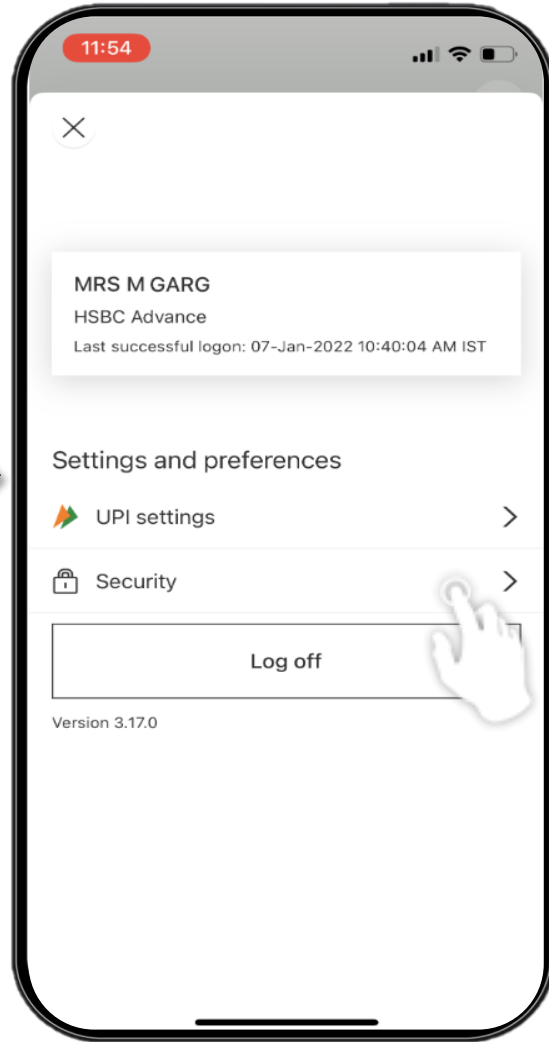 11:54
MRS M GARG
HSBC Advance
Last successful logon: 07-Jan-2022 10:40:04 AM IST
Settings and preferences
UPI settings
Security
Log off
Version 3.17.0